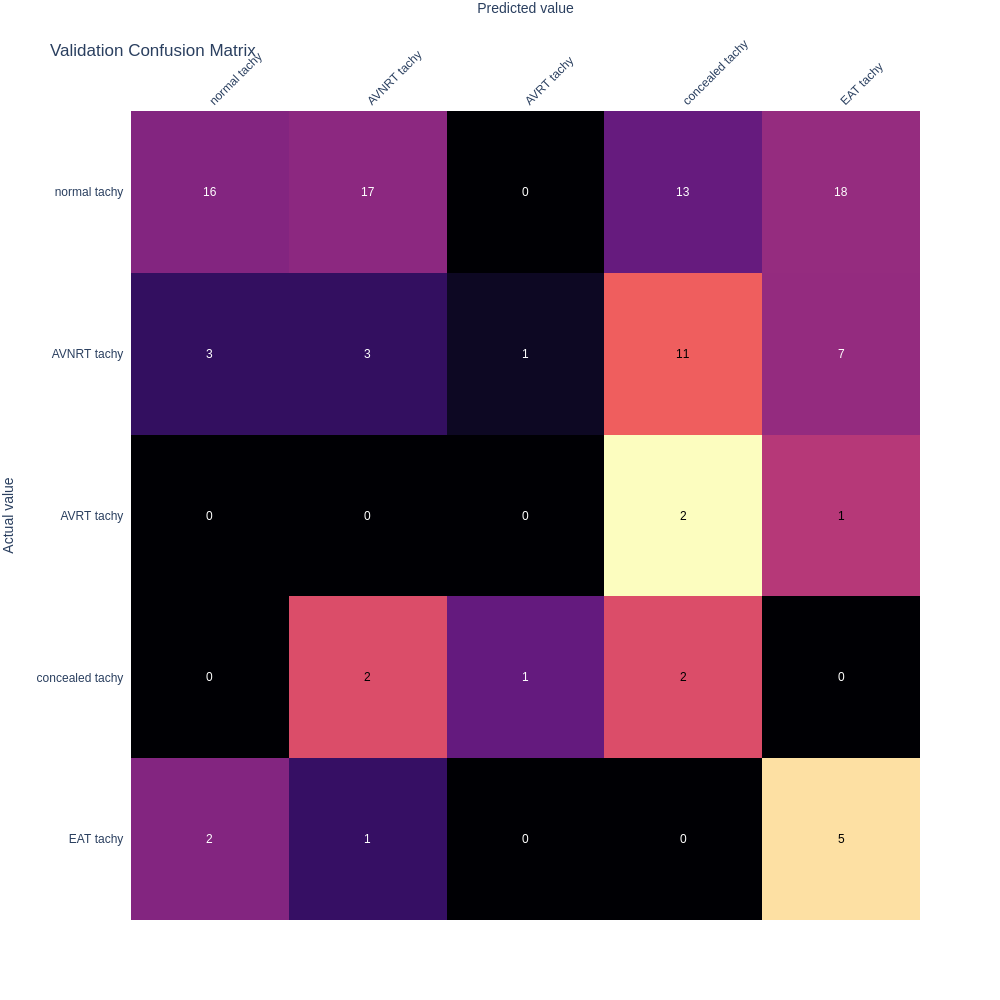 Predicted value
Validation Confusion Matrix
normal tachy AVNRT tachy AVRT tachy concealed tachy EAT tachy
Actual value
normal tachy 16 17 0 13 18
AVNRT tachy 3 3 1 11 7
AVRT tachy 0 0 0 2 1
concealed tachy 0 2 1 2 0
EAT tachy 2 1 0 0 5